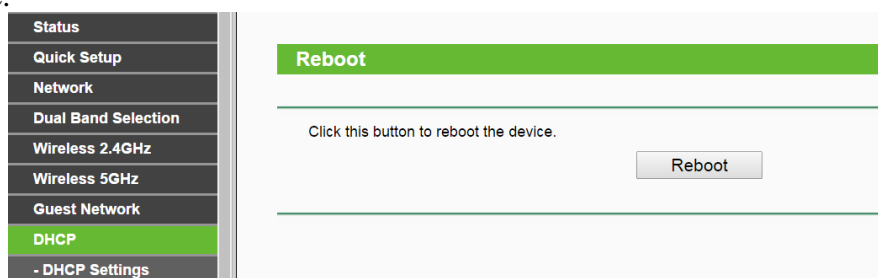 Status
Quick Setup
Network
Dual Band Selection
Wireless 2.4GHz
Wireless 5GHz
Guest Network
DHCP
- DHCP Settings
Reboot
Click this button to reboot the device.
Reboot